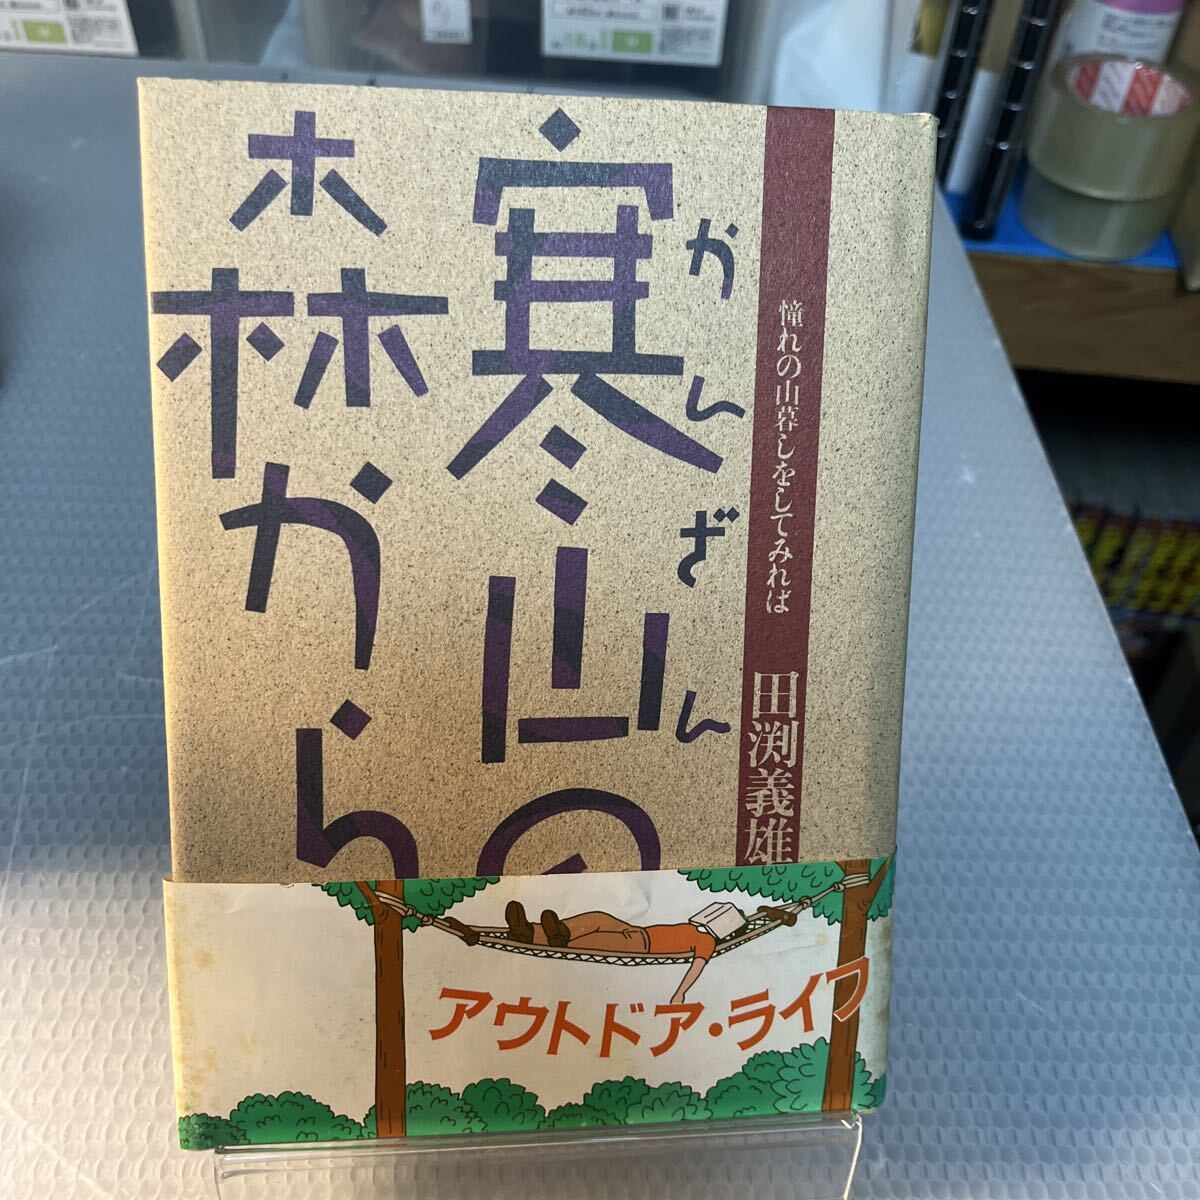 憧れの山暮しをしてみれば
田渕義雄
かんざん
寒山の
森から
アウトドア・ライフ